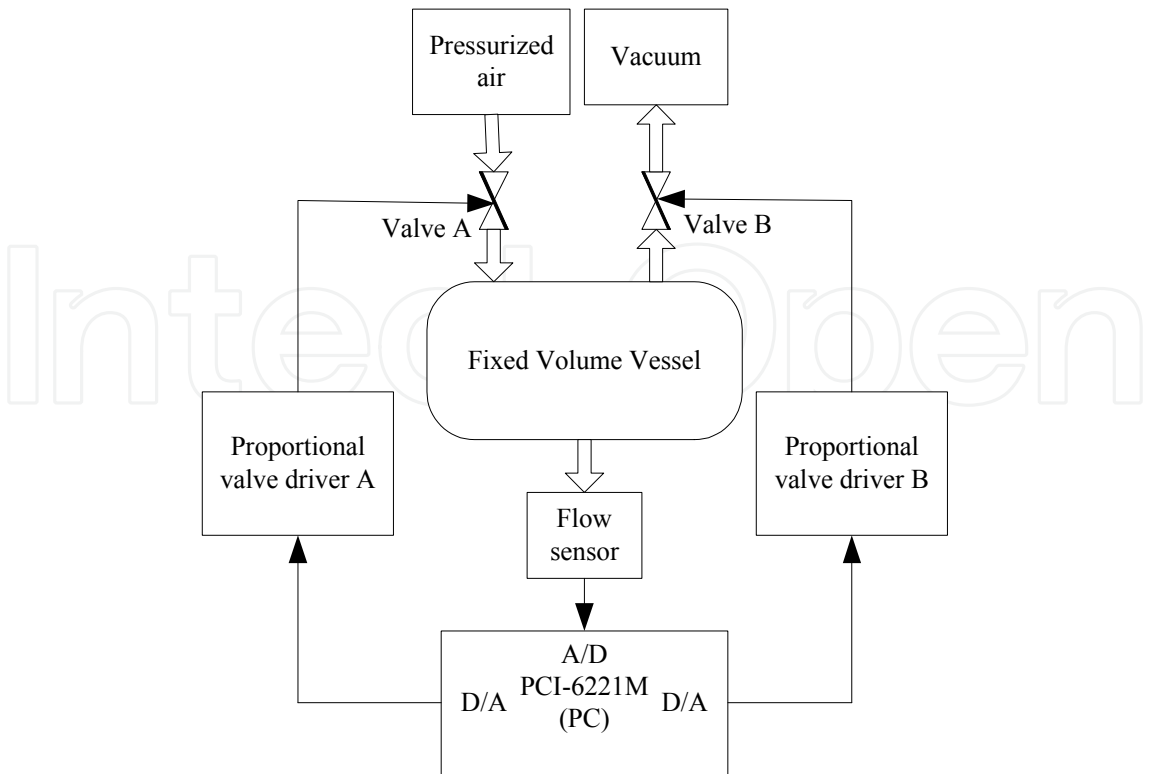 Pressurized
air
Vacuum
Valve A
Valve B
IntechOpen
Fixed Volume Vessel
Proportional
valve driver A
Proportional
valve driver B
Flow
sensor
A/D
D/A PCI-6221M D/A
(PC)